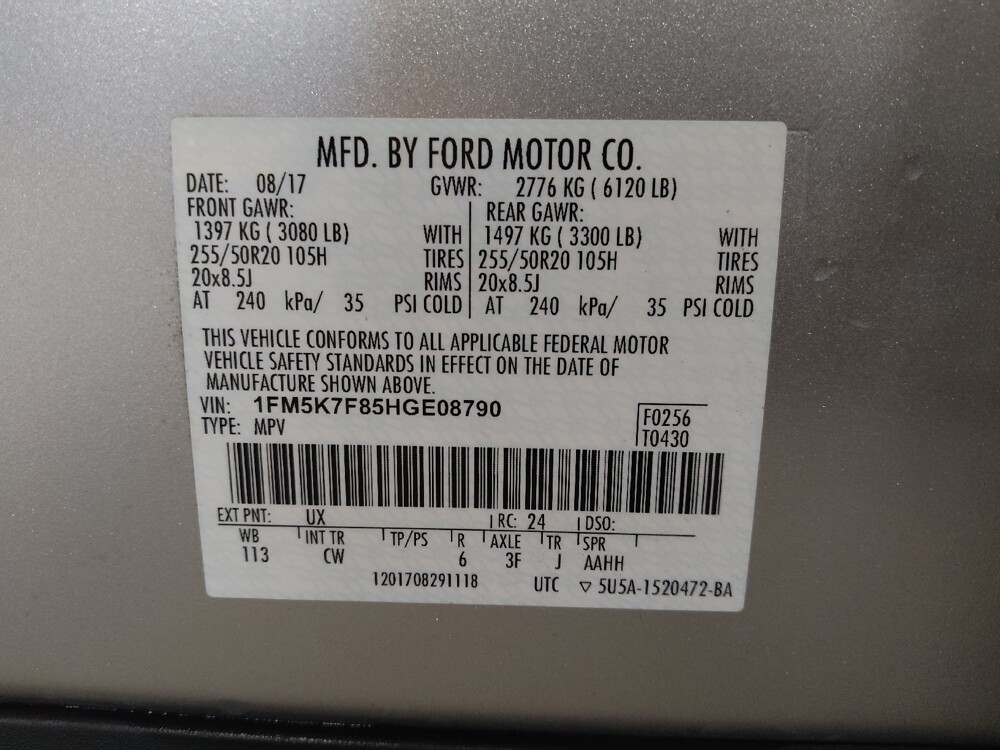 MFD. BY FORD MOTOR CO.
DATE: 08/17 GVWR: 2776 KG ( 6120 LB)
FRONT GAWR: REAR GAWR:
1397 KG ( 3080 LB) WITH 1497 KG ( 3300 LB) WITH
255/50R20 105H TIRES 255/50R20 105H TIRES
20x8.5J RIMS 20x8.5J RIMS
AT 240 kPa/ 35 PSI COLD AT 240 kPa/ 35 PSI COLD
THIS VEHICLE CONFORMS TO ALL APPLICABLE FEDERAL MOTOR
VEHICLE SAFETY STANDARDS IN EFFECT ON THE DATE OF
MANUFACTURE SHOWN ABOVE.
VIN: 1FM5K7F85HGE08790 F0256
TYPE: MPV T0430
EXT PNT: UX RC: 24 DSO:
WB INT TR TP/PS R AXLE TR SPR
113 CW 6 3F J AAHH
1201708291118 UTC ▽ 5U5A-1520472-BA